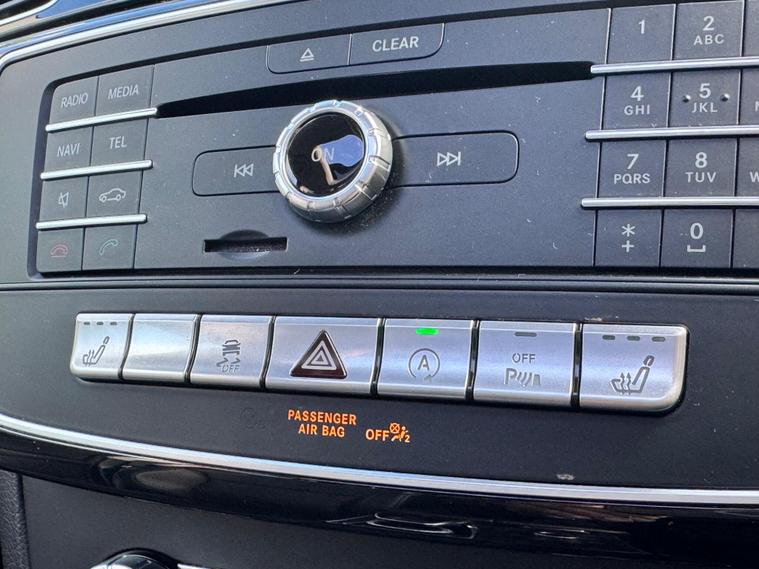 CLEAR
1
2
ABC
RADIO
MEDIA
4
GHI
5
JKL
NAVI
TEL
ON
7
PQRS
8
TUV
*
+
0
OFF
A
OFF
P
PASSENGER
AIR BAG
OFF
2